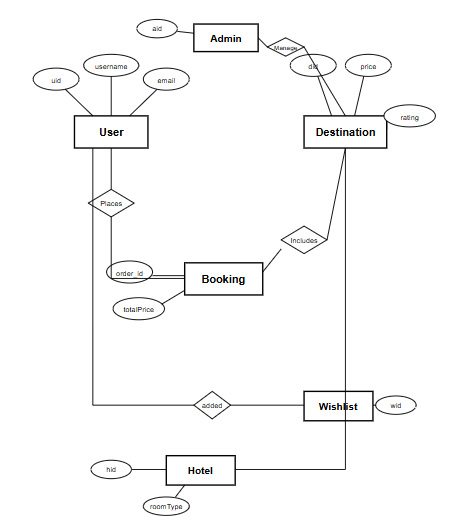 aid
Admin
Manage
username
uid
email
did
price
rating
User
Destination
Places
Includes
order_id
Booking
totalPrice
added
Wishlist
wid
hid
Hotel
roomType